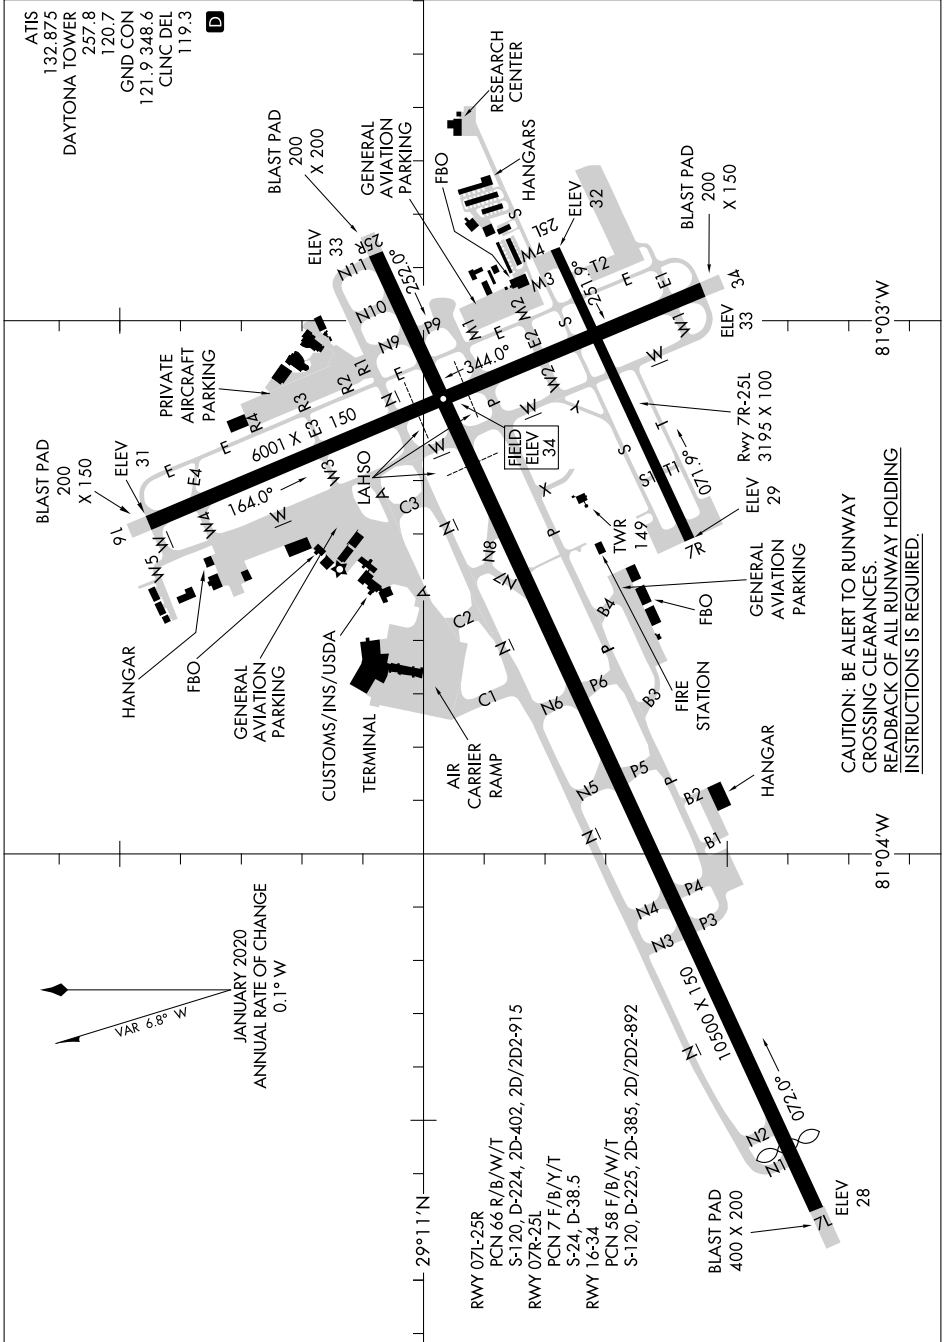 ATIS
132.875
DAYTONA TOWER
257.8
120.7
GND CON
121.9 348.6
CLNC DEL
119.3
D
BLAST PAD
200
X 200
ELEV
33
25R
252.0°
GENERAL
AVIATION
PARKING
FBO
RESEARCH
CENTER
HANGARS
S
25L
ELEV
32
BLAST PAD
200
X 150
34
ELEV
33
81°03'W
PRIVATE
AIRCRAFT
PARKING
BLAST PAD
200
X 150
ELEV
31
16
R4
R3
R2
R1
E
E
E4
E3
E
6001 X 150
164.0°
N11
N10
N9
P9
N
M1
M2
M3
M4
E
E2
S
251.9°
T2
E
E1
W1
W
344.0°
P
W2
W
Y
FIELD
ELEV
34
LAHSO
W
W3
W
W4
W
W5
A
C3
N
N8
N7
X
P
S
S1
T1
T
071.9°
Rwy 7R-25L
3195 X 100
ELEV
29
7R
TWR
149
GENERAL
AVIATION
PARKING
FBO
FIRE
STATION
B4
P
HANGAR
FBO
GENERAL
AVIATION
PARKING
CUSTOMS/INS/USDA
TERMINAL
AIR
CARRIER
RAMP
A
C2
C1
N
N6
P6
B3
N5
P5
P
B2
B1
HANGAR
N
N4
P4
N3
P3
CAUTION: BE ALERT TO RUNWAY
CROSSING CLEARANCES.
READBACK OF ALL RUNWAY HOLDING
INSTRUCTIONS IS REQUIRED.
81°04'W
VAR 6.8° W
JANUARY 2020
ANNUAL RATE OF CHANGE
0.1° W
10500 X 150
N
N2
N1
072.0°
7L
ELEV
28
BLAST PAD
400 X 200
29°11'N
RWY 07L-25R
PCN 66 R/B/W/T
S-120, D-224, 2D-402, 2D/2D2-915
RWY 07R-25L
PCN 7 F/B/Y/T
S-24, D-38.5
RWY 16-34
PCN 58 F/B/W/T
S-120, D-225, 2D-385, 2D/2D2-892